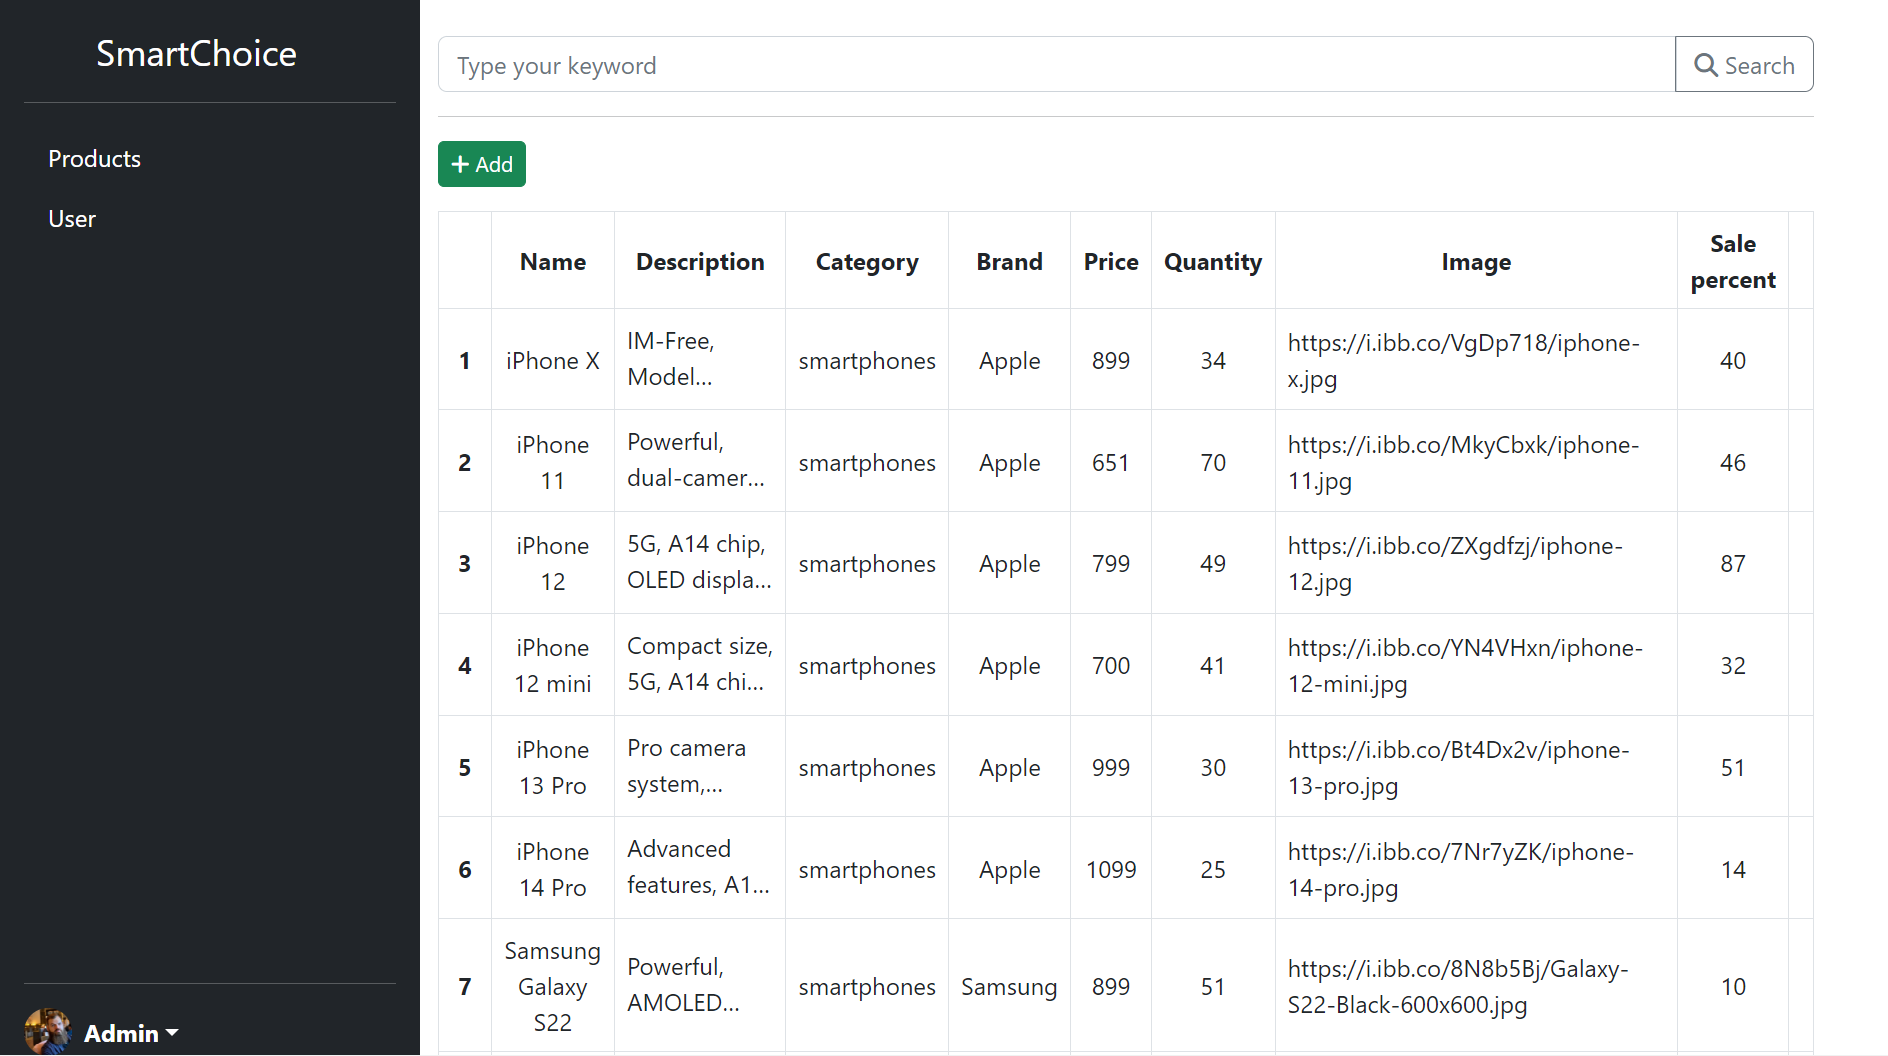 SmartChoice
Products
User
Admin
Type your keyword
Search
Add
Name Description Category Brand Price Quantity Image Sale percent
1 iPhone X IM-Free, Model... smartphones Apple 899 34 https://i.ibb.co/VgDp718/iphone-x.jpg 40
2 iPhone 11 Powerful, dual-camer... smartphones Apple 651 70 https://i.ibb.co/MkyCbxk/iphone-11.jpg 46
3 iPhone 12 5G, A14 chip, OLED displa... smartphones Apple 799 49 https://i.ibb.co/ZXgdfzj/iphone-12.jpg 87
4 iPhone 12 mini Compact size, 5G, A14 chi... smartphones Apple 700 41 https://i.ibb.co/YN4VHxn/iphone-12-mini.jpg 32
5 iPhone 13 Pro Pro camera system,... smartphones Apple 999 30 https://i.ibb.co/Bt4Dx2v/iphone-13-pro.jpg 51
6 iPhone 14 Pro Advanced features, A1... smartphones Apple 1099 25 https://i.ibb.co/7Nr7yZK/iphone-14-pro.jpg 14
7 Samsung Galaxy S22 Powerful, AMOLED... smartphones Samsung 899 51 https://i.ibb.co/8N8b5Bj/Galaxy-S22-Black-600x600.jpg 10